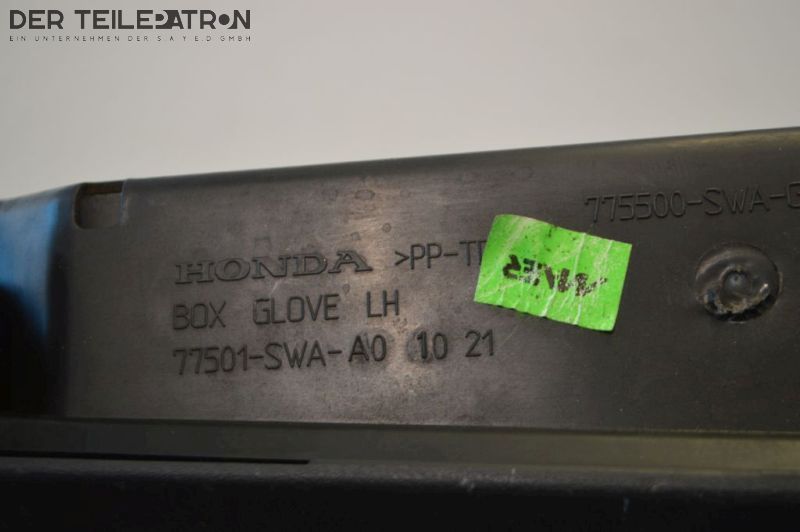 DER TEILEPATRON
EIN UNTERNEHMEN DER S.A.Y.E.D GMBH
775500-SWA-
HONDA >PP-T
BOX GLOVE LH
77501-SWA-A0 10 21